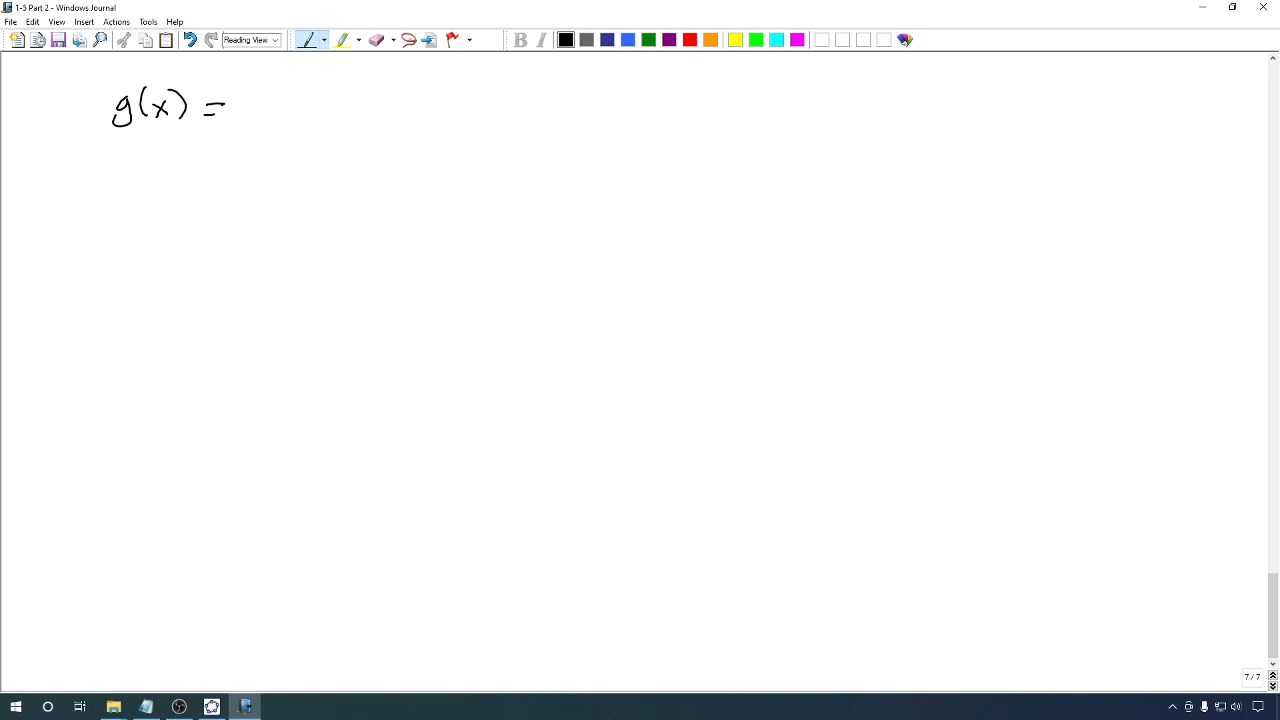 1-5 Part 2 - Windows Journal
File Edit View Insert Actions Tools Help
Reading View B I
g(x) =
7 / 7